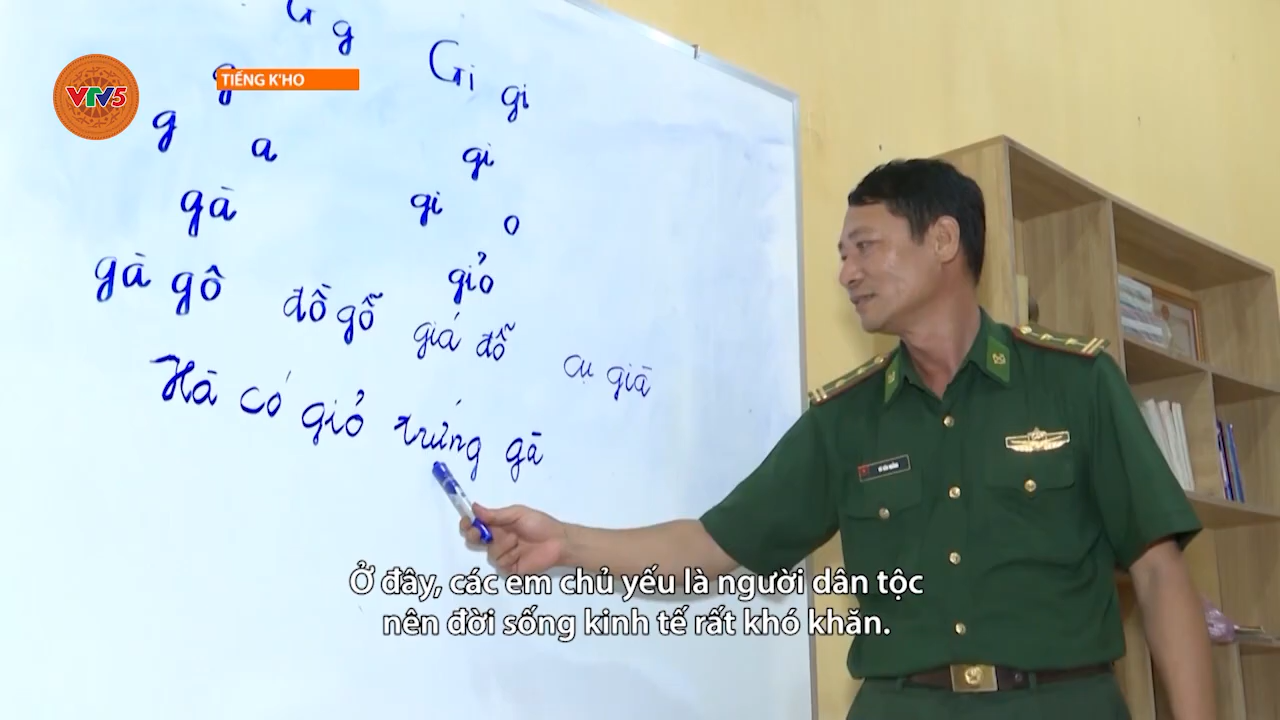 G g
Gi gi
VTV5
TIẾNG K'HO
g
gi
g a
gà
gi o
gà gô
giỏ
đồ gỗ
giá đỗ
cụ già
Hà có giỏ trứng gà
Ở đây, các em chủ yếu là người dân tộc
nên đời sống kinh tế rất khó khăn.